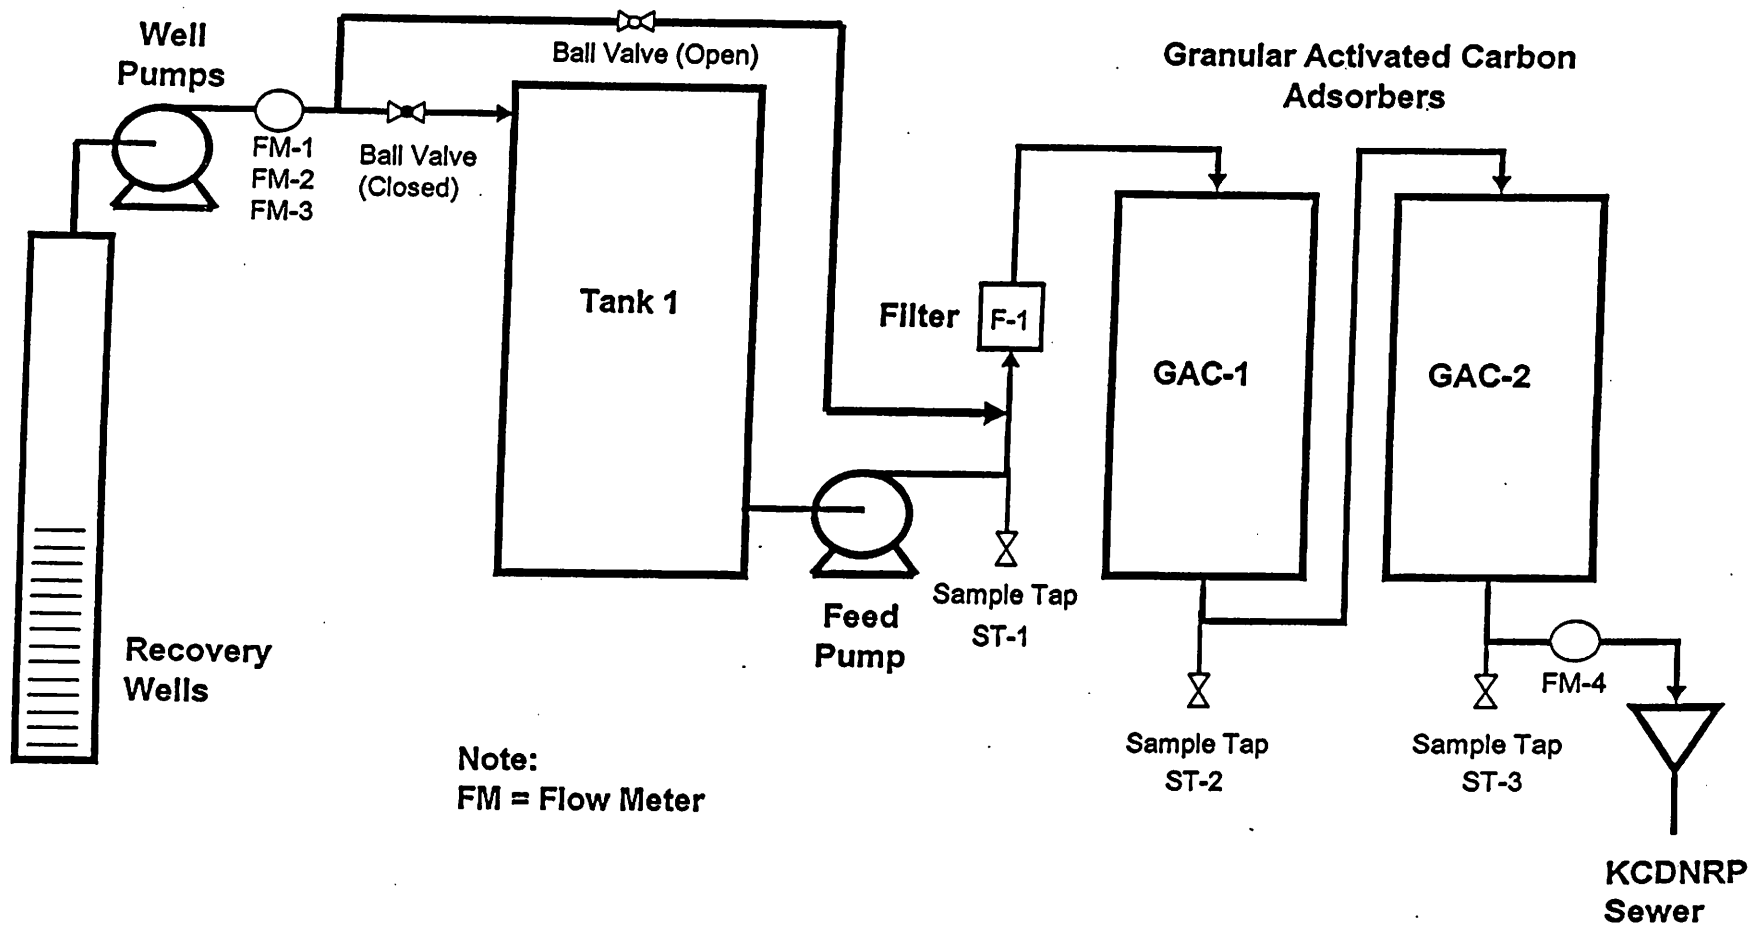 Well
Pumps
Ball Valve (Open)
Granular Activated Carbon
Adsorbers
FM-1
FM-2
FM-3
Ball Valve
(Closed)
Tank 1
Filter
F-1
GAC-1
GAC-2
Recovery
Wells
Feed
Pump
Sample Tap
ST-1
FM-4
Sample Tap
ST-2
Sample Tap
ST-3
Note:
FM = Flow Meter
KCDNRP
Sewer